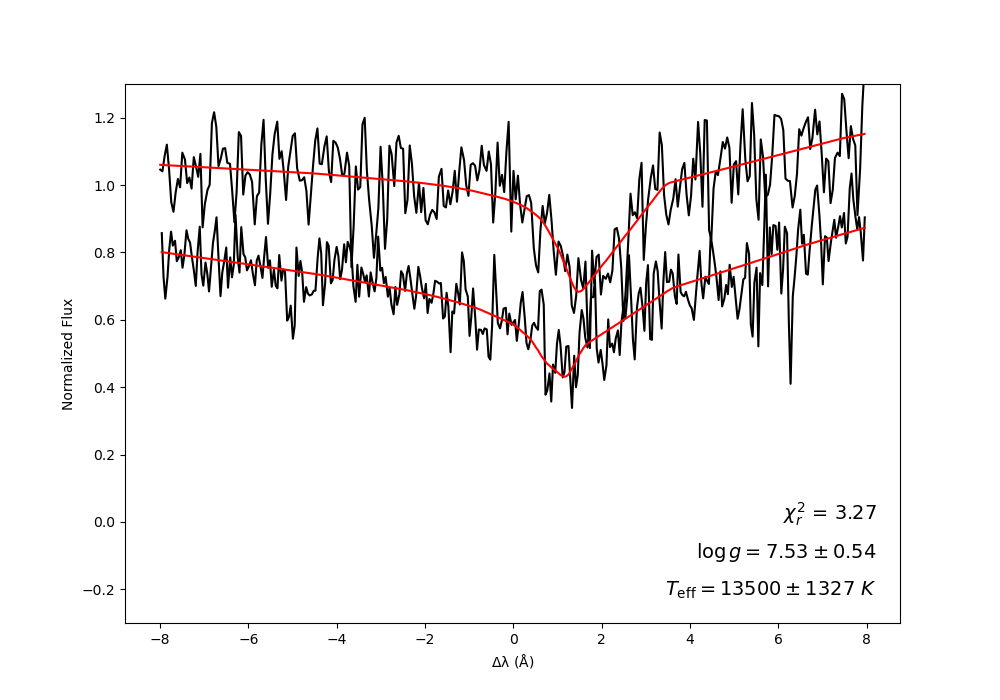 1.2
1.0
0.8
0.6
0.4
0.2
0.0
−0.2
Normalized Flux
χ²ᵣ = 3.27
log g = 7.53 ± 0.54
T_eff = 13500 ± 1327 K
−8 −6 −4 −2 0 2 4 6 8
Δλ (Å)